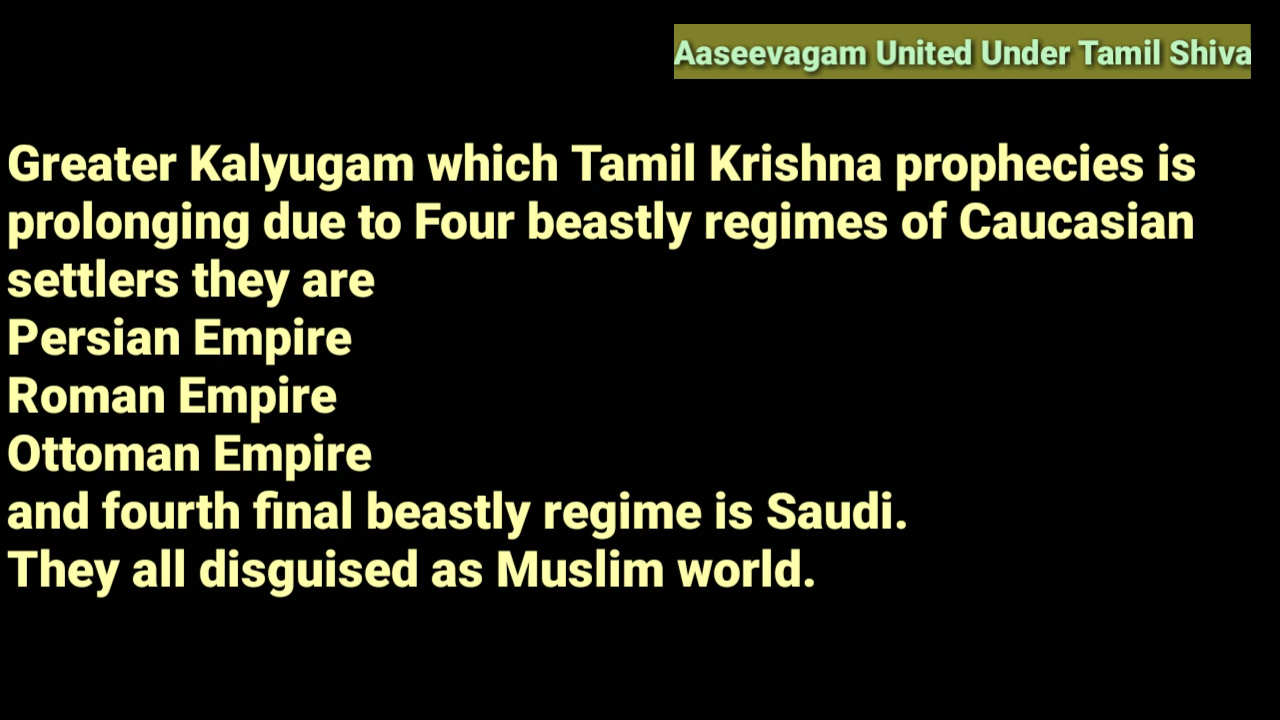 Aaseevagam United Under Tamil Shiva
Greater Kalyugam which Tamil Krishna prophecies is
prolonging due to Four beastly regimes of Caucasian
settlers they are
Persian Empire
Roman Empire
Ottoman Empire
and fourth final beastly regime is Saudi.
They all disguised as Muslim world.